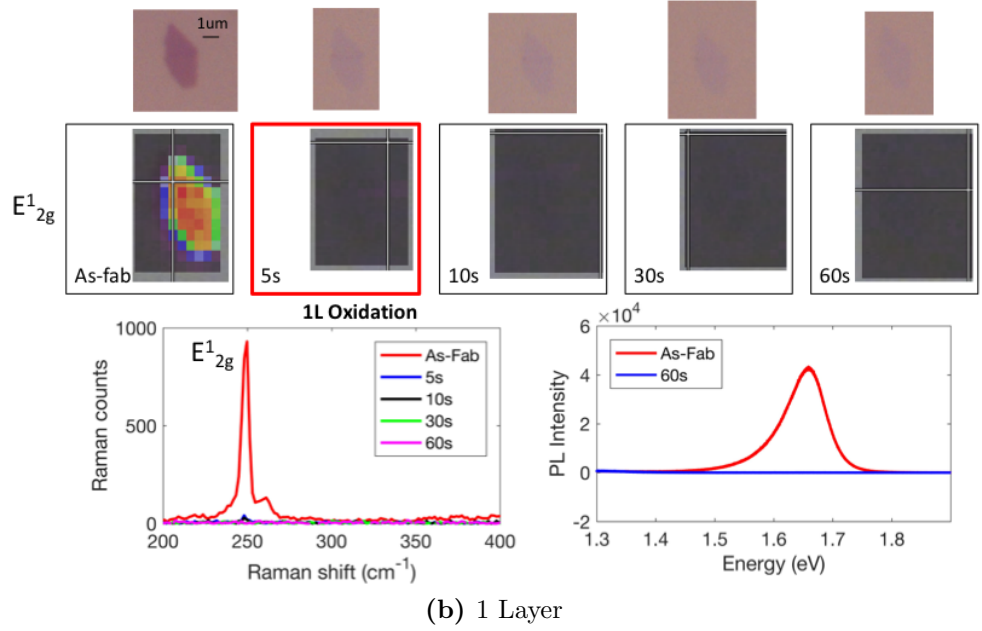 1um
E¹₂g
As-fab
5s
10s
30s
60s
1L Oxidation
1000
500
0
200
250
300
350
400
Raman counts
Raman shift (cm⁻¹)
E¹₂g
As-Fab
5s
10s
30s
60s
× 10⁴
6
4
2
0
-2
1.3
1.4
1.5
1.6
1.7
1.8
PL Intensity
Energy (eV)
As-Fab
60s
(b) 1 Layer